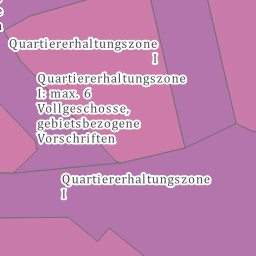 Quartiererhaltungszone
I
Quartiererhaltungszone
I: max. 6
Vollgeschosse,
gebietsbezogene
Vorschriften
Quartiererhaltungszone
I